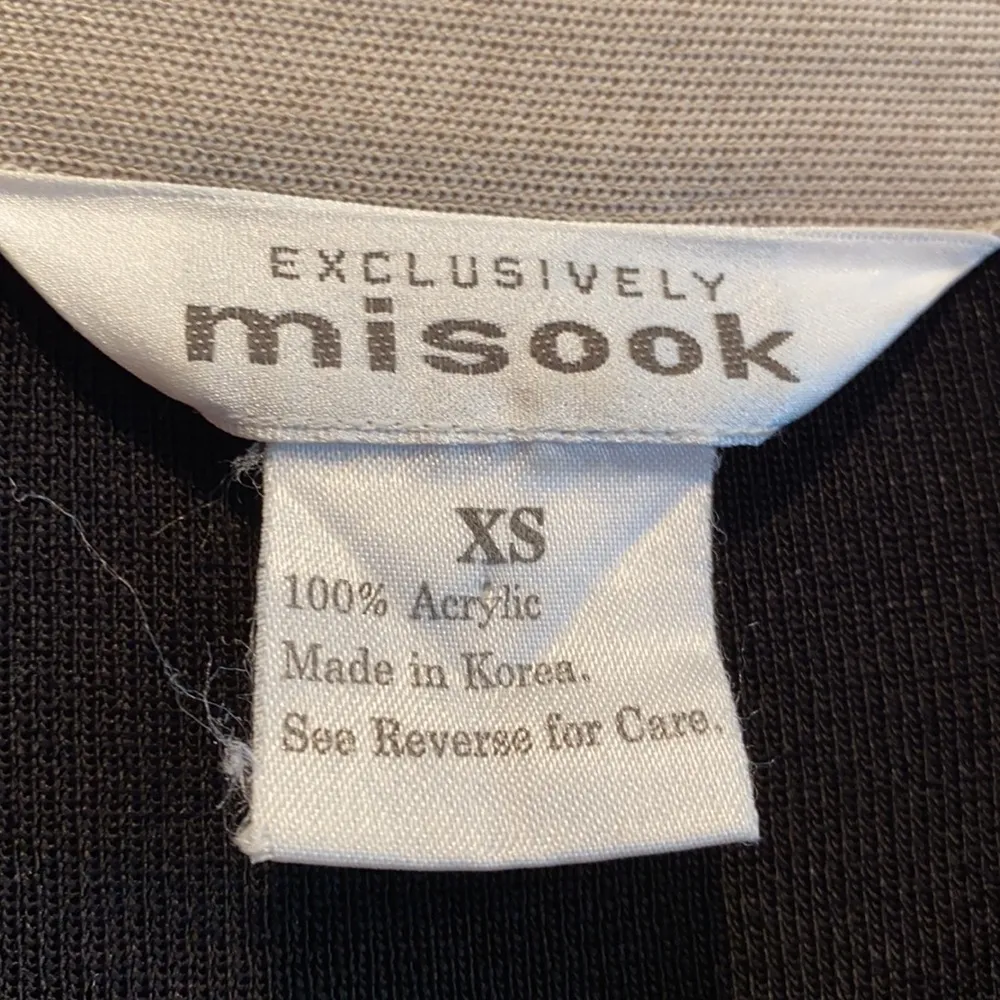 EXCLUSIVELY
misook
XS
100% Acrylic
Made in Korea.
See Reverse for Care.